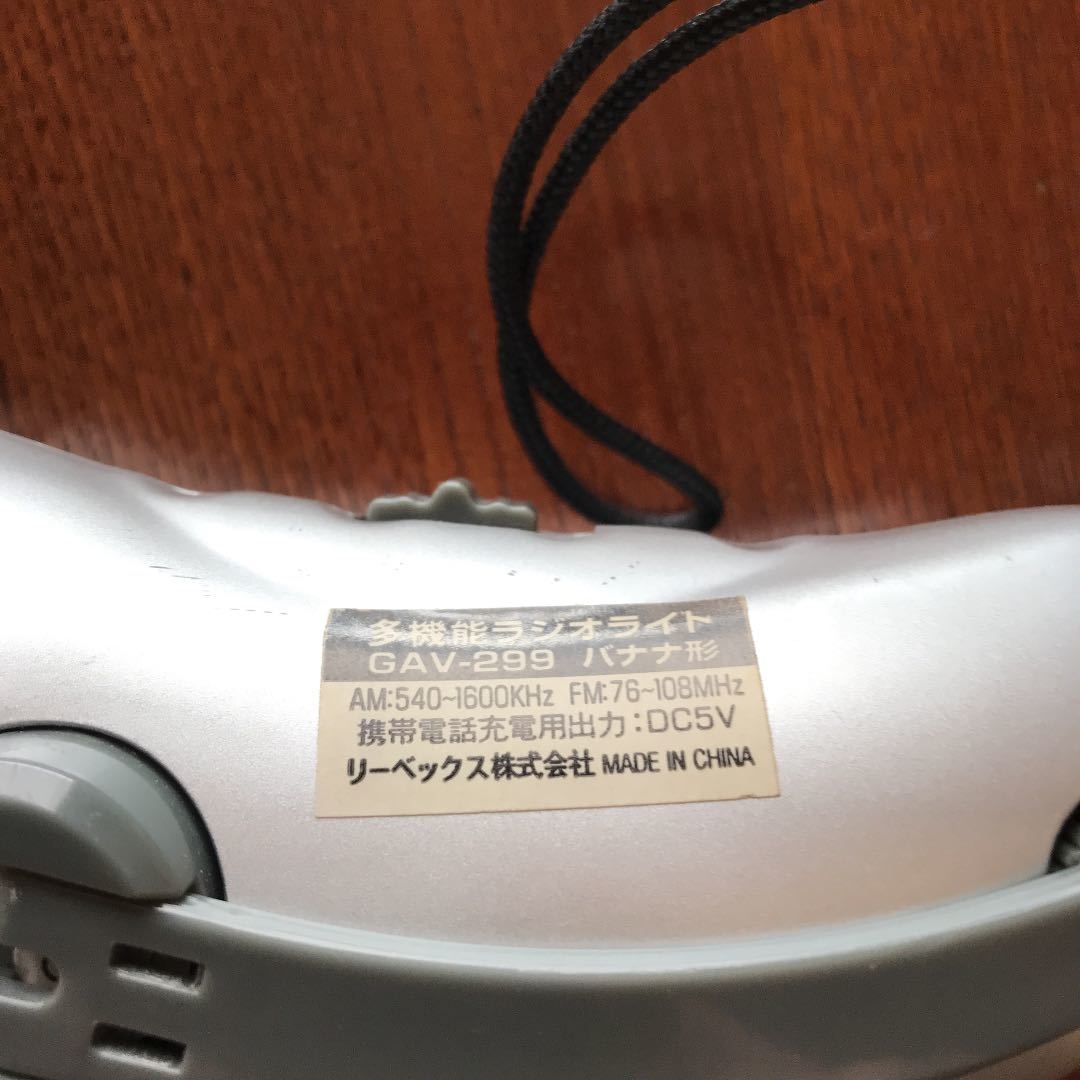 多機能ラジオライト
GAV-299 バナナ形
AM:540~1600KHz FM:76~108MHz
携帯電話充電用出力:DC5V
リーベックス株式会社 MADE IN CHINA